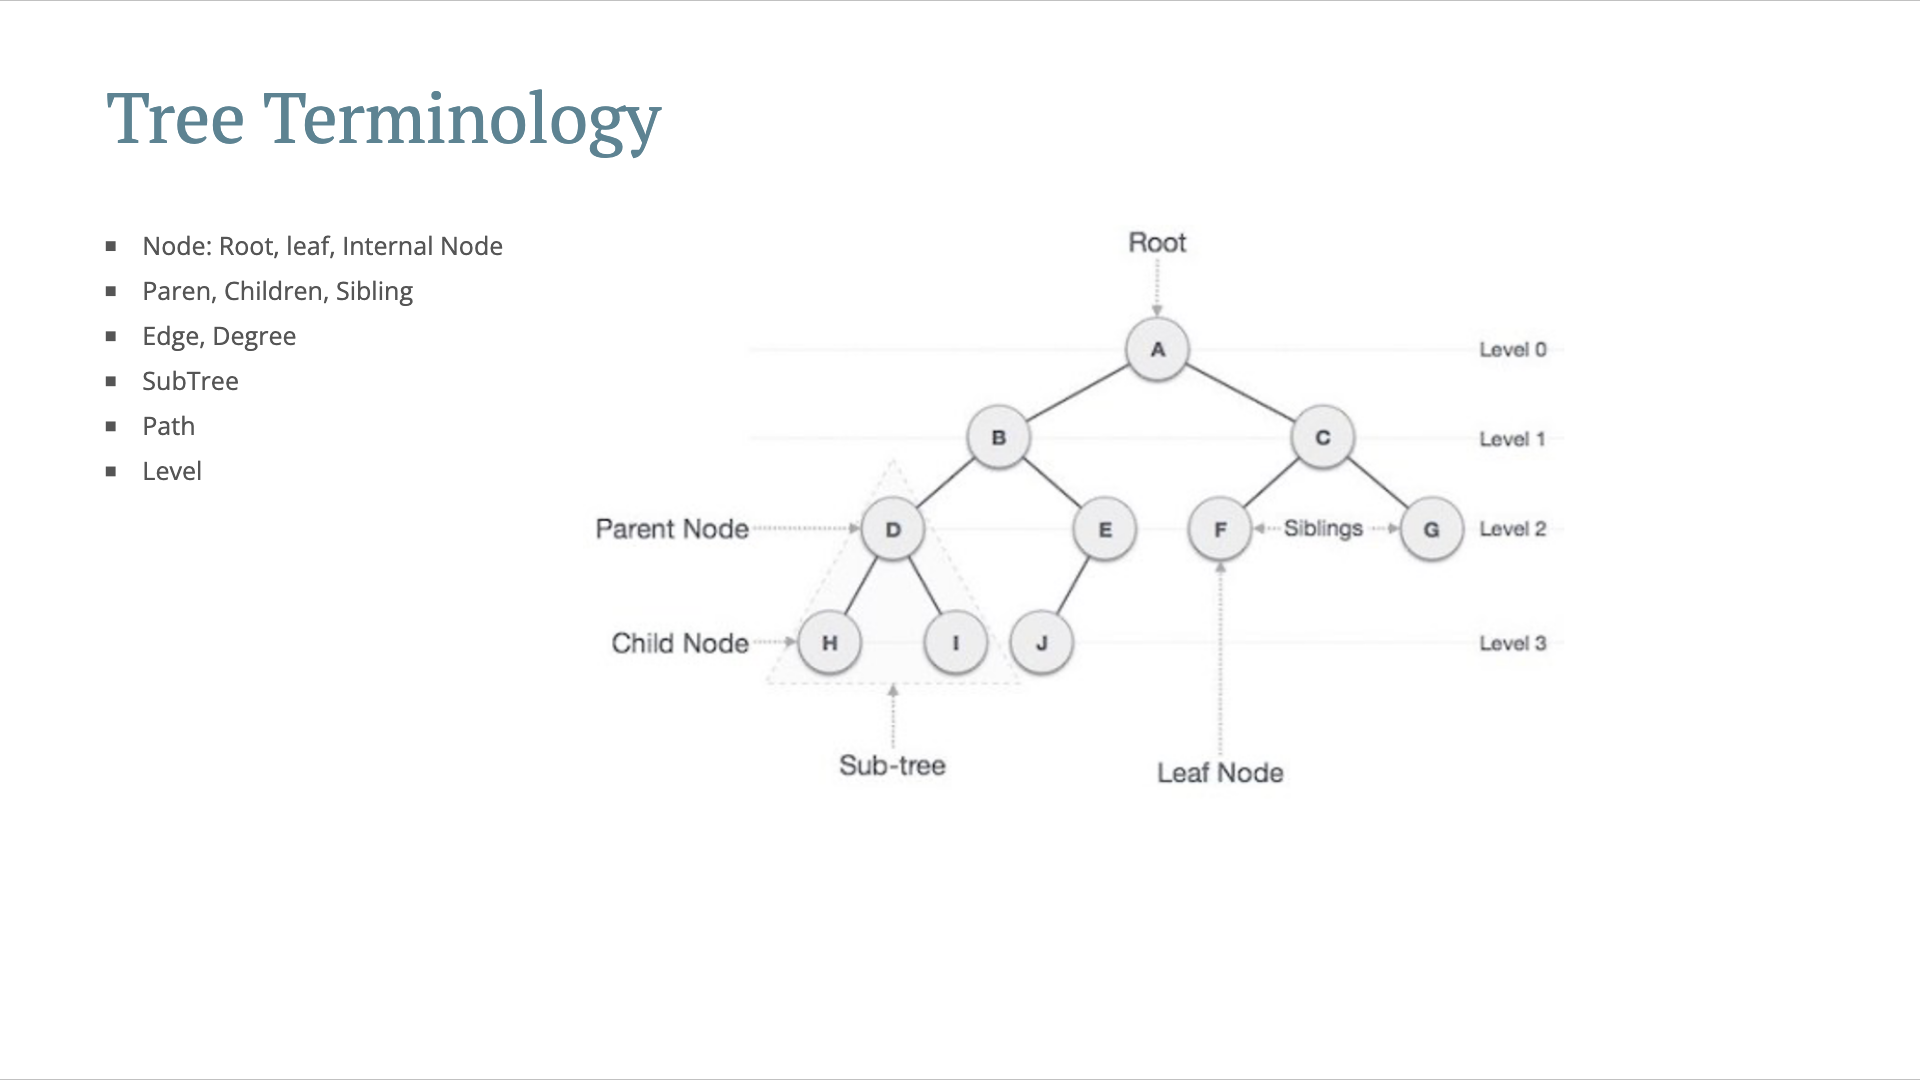 Tree Terminology
▪ Node: Root, leaf, Internal Node
▪ Paren, Children, Sibling
▪ Edge, Degree
▪ SubTree
▪ Path
▪ Level
Root
A
Level 0
B
C
Level 1
Parent Node
D
E
F
Siblings
G
Level 2
Child Node
H
I
J
Level 3
Sub-tree
Leaf Node